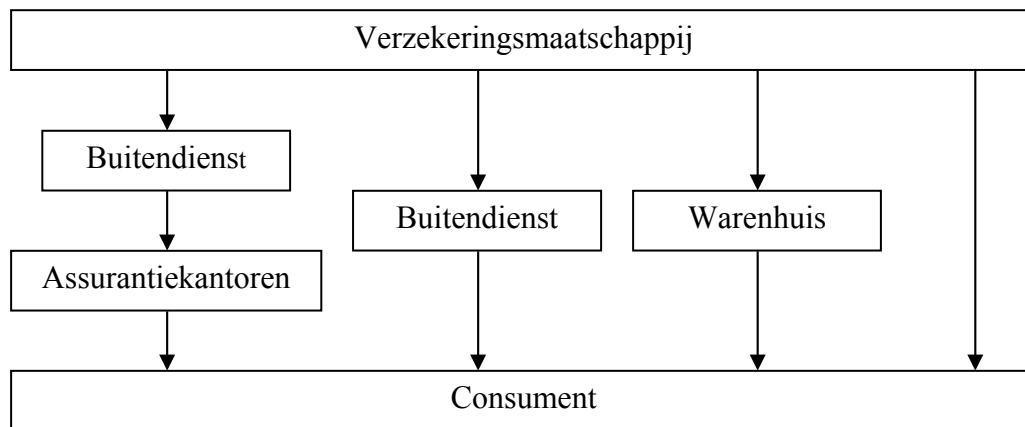 Verzekeringsmaatschappij
Buitendienst
Buitendienst
Warenhuis
Assurantiekantoren
Consument